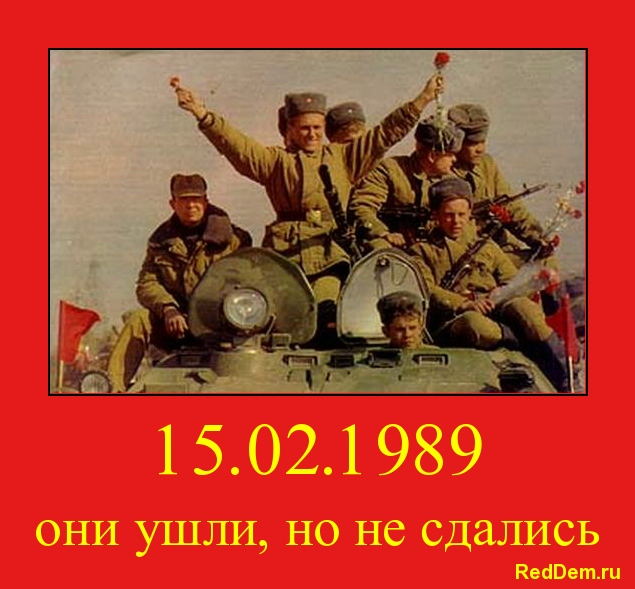 15.02.1989
они ушли, но не сдались
RedDem.ru